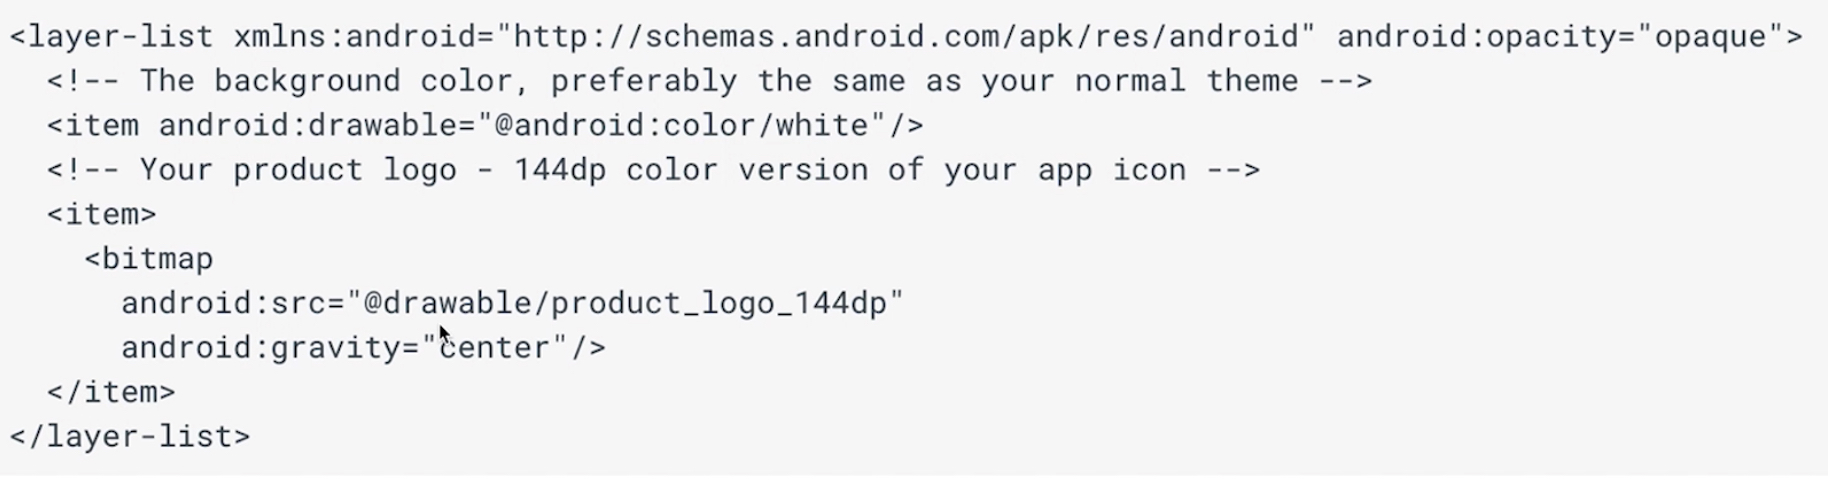 <layer-list xmlns:android="http://schemas.android.com/apk/res/android" android:opacity="opaque">
  <!-- The background color, preferably the same as your normal theme -->
  <item android:drawable="@android:color/white"/>
  <!-- Your product logo - 144dp color version of your app icon -->
  <item>
    <bitmap
      android:src="@drawable/product_logo_144dp"
      android:gravity="center"/>
  </item>
</layer-list>